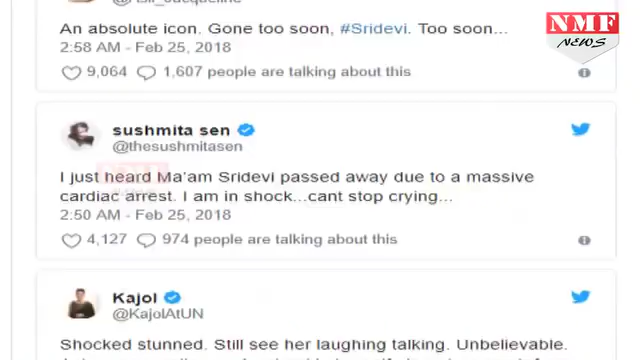 An absolute icon. Gone too soon, #Sridevi. Too soon...
2:58 AM - Feb 25, 2018
9,064 1,607 people are talking about this
NMF
NEWS
sushmita sen
@thesushmitasen
I just heard Ma'am Sridevi passed away due to a massive
cardiac arrest. I am in shock...cant stop crying...
2:50 AM - Feb 25, 2018
4,127 974 people are talking about this
Kajol
@KajolAtUN
Shocked stunned. Still see her laughing talking. Unbelievable.